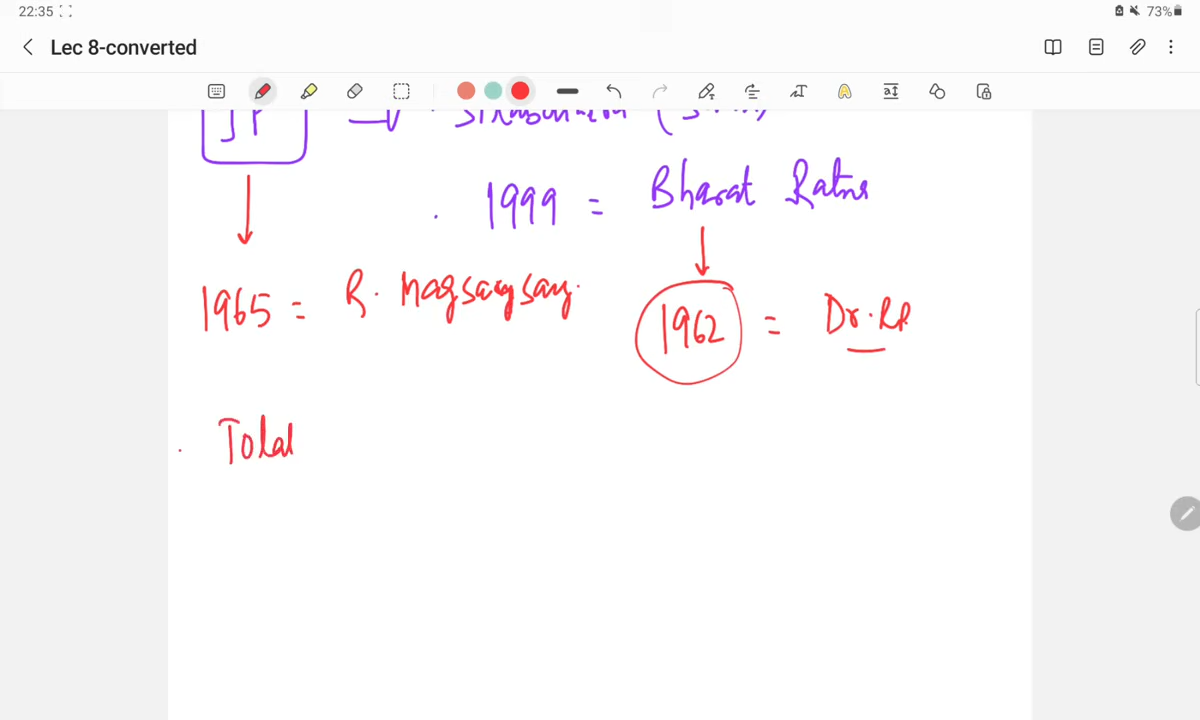 22:35
73%
Lec 8-converted
JP
1999 = Bharat Ratna
1965 = R. Magsaysay.
1962 = Dr. RP
Total